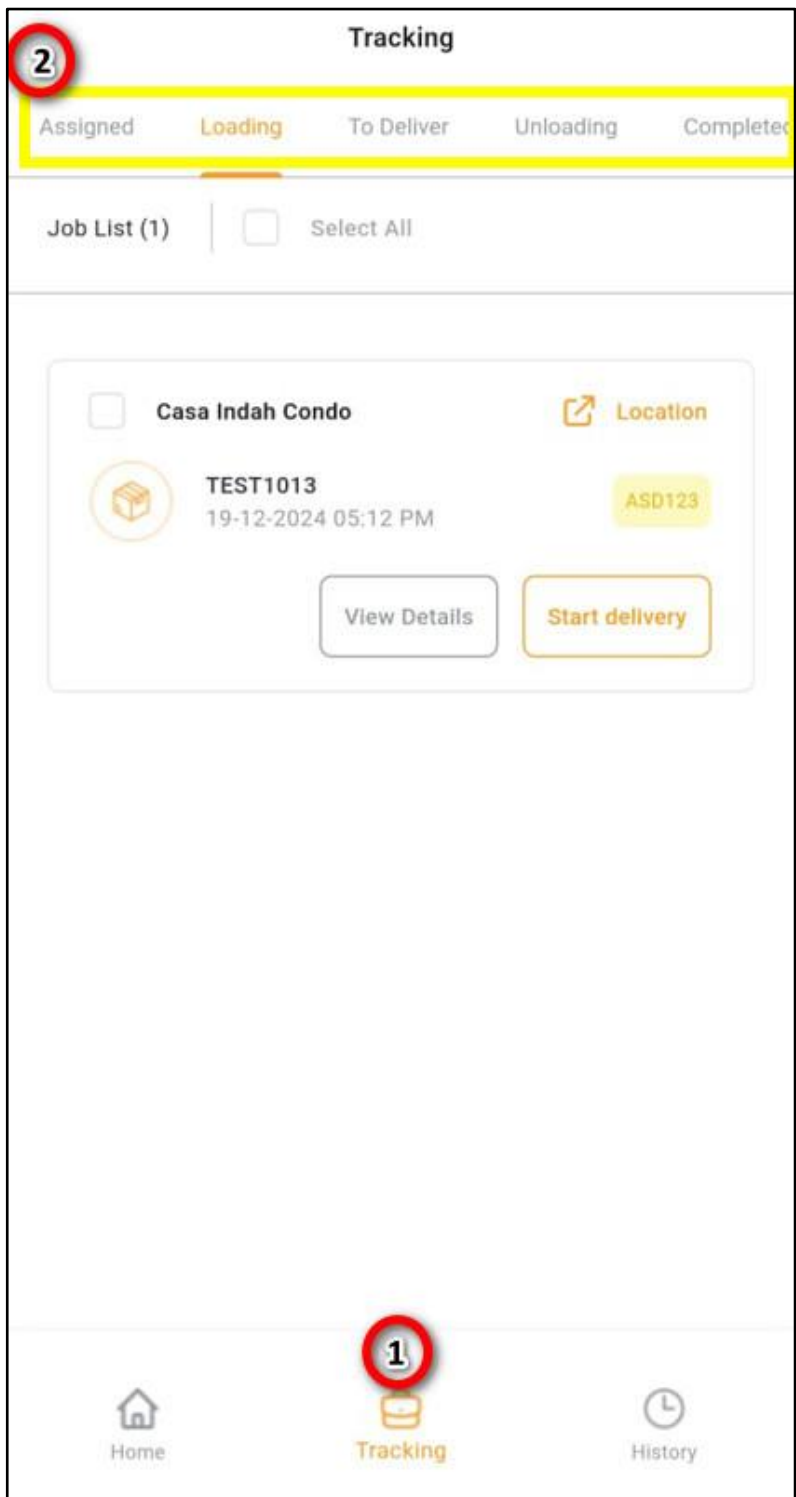 Tracking
2
Assigned Loading To Deliver Unloading Completed
Job List (1) Select All
Casa Indah Condo Location
TEST1013 ASD123
19-12-2024 05:12 PM
View Details Start delivery
1
Home Tracking History